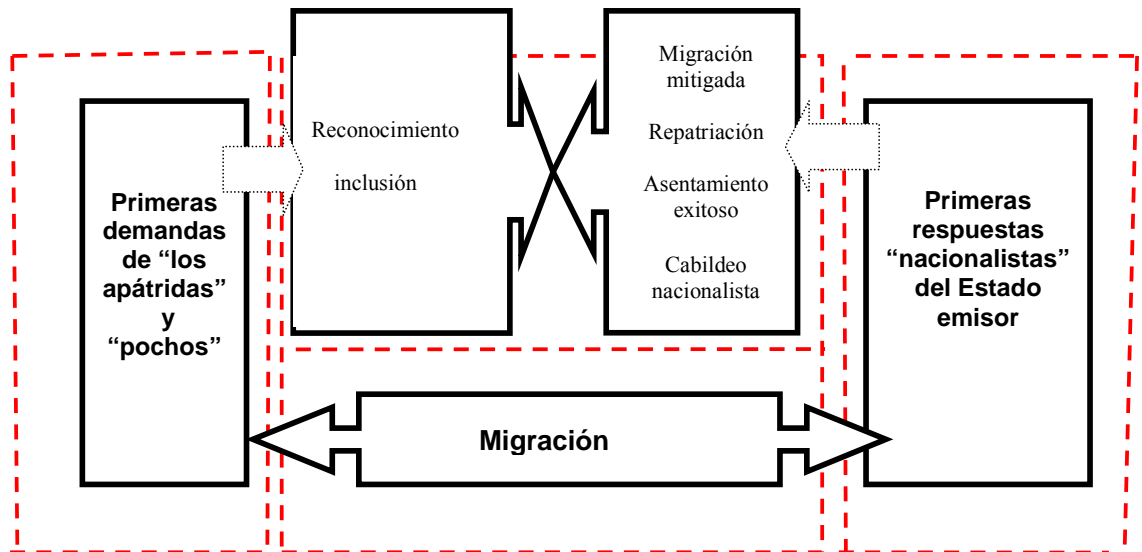 Primeras
demandas
de “los
apátridas”
y
“pochos”
Reconocimiento
inclusión
Migración
mitigada
Repatriación
Asentamiento
exitoso
Cabildeo
nacionalista
Primeras
respuestas
“nacionalistas”
del Estado
emisor
Migración